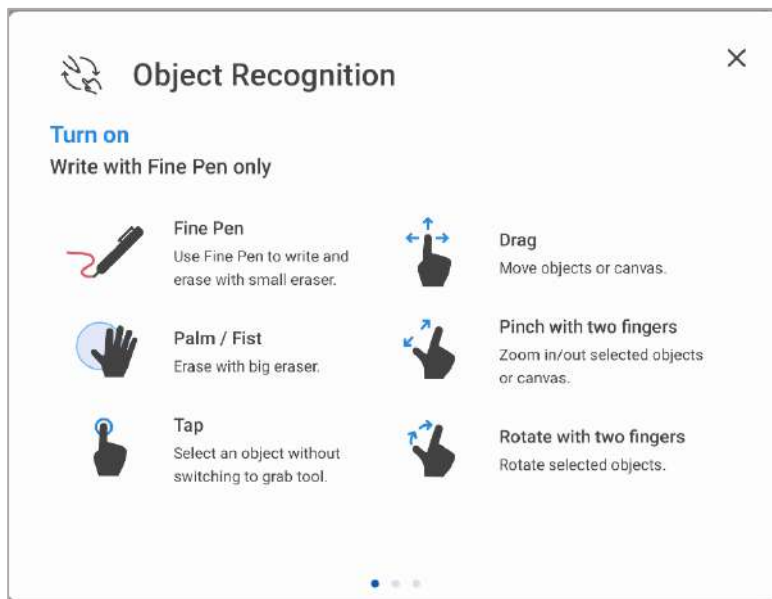 Object Recognition
Turn on
Write with Fine Pen only
Fine Pen
Use Fine Pen to write and
erase with small eraser.
Palm / Fist
Erase with big eraser.
Tap
Select an object without
switching to grab tool.
Drag
Move objects or canvas.
Pinch with two fingers
Zoom in/out selected objects
or canvas.
Rotate with two fingers
Rotate selected objects.